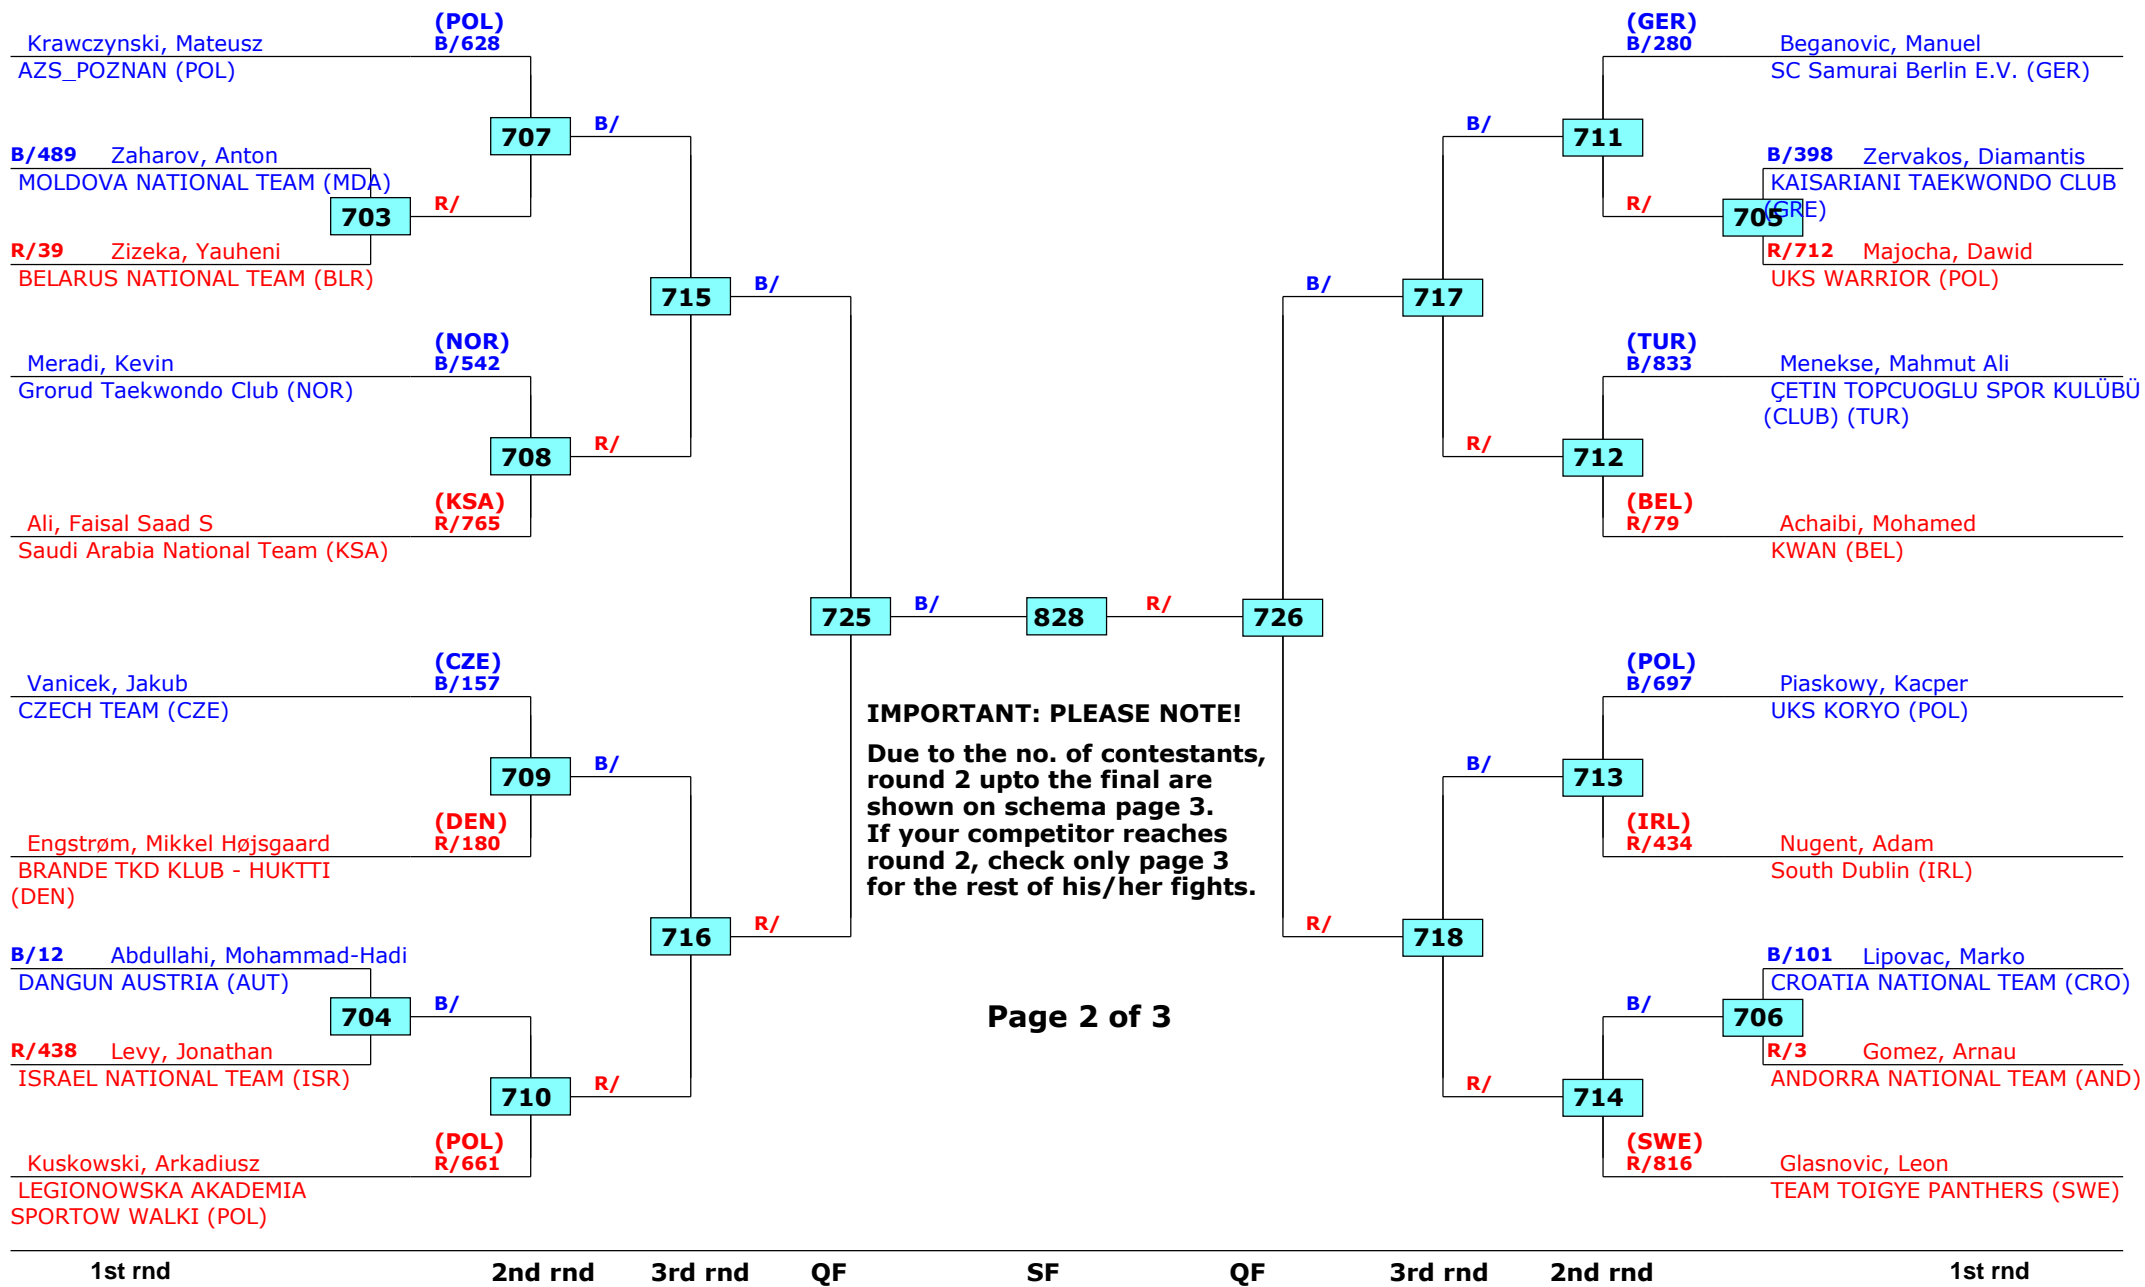 (POL)
Krawczynski, Mateusz B/628
AZS_POZNAN (POL)
707 B/
B/489 Zaharov, Anton
MOLDOVA NATIONAL TEAM (MDA)
703 R/
R/39 Zizeka, Yauheni
BELARUS NATIONAL TEAM (BLR)
715 B/
(NOR)
Meradi, Kevin B/542
Grorud Taekwondo Club (NOR)
708 R/
(KSA)
Ali, Faisal Saad S R/765
Saudi Arabia National Team (KSA)
725 B/ 828 R/ 726
(CZE)
Vanicek, Jakub B/157
CZECH TEAM (CZE)
709 B/
(DEN)
Engstrøm, Mikkel Højsgaard R/180
BRANDE TKD KLUB - HUKTTI
(DEN)
716 R/
B/12 Abdullahi, Mohammad-Hadi
DANGUN AUSTRIA (AUT)
704 B/
R/438 Levy, Jonathan
ISRAEL NATIONAL TEAM (ISR)
710 R/
(POL)
Kuskowski, Arkadiusz R/661
LEGIONOWSKA AKADEMIA
SPORTOW WALKI (POL)
IMPORTANT: PLEASE NOTE!
Due to the no. of contestants,
round 2 upto the final are
shown on schema page 3.
If your competitor reaches
round 2, check only page 3
for the rest of his/her fights.
Page 2 of 3
(GER)
B/280 Beganovic, Manuel
SC Samurai Berlin E.V. (GER)
B/ 711
B/398 Zervakos, Diamantis
KAISARIANI TAEKWONDO CLUB
(GRE)
R/ 705
R/712 Majocha, Dawid
UKS WARRIOR (POL)
B/ 717
(TUR)
B/833 Menekse, Mahmut Ali
ÇETIN TOPCUOGLU SPOR KULÜBÜ
(CLUB) (TUR)
R/ 712
(BEL)
R/79 Achaibi, Mohamed
KWAN (BEL)
(POL)
B/697 Piaskowy, Kacper
UKS KORYO (POL)
B/ 713
(IRL)
R/434 Nugent, Adam
South Dublin (IRL)
R/ 718
B/101 Lipovac, Marko
CROATIA NATIONAL TEAM (CRO)
B/ 706
R/3 Gomez, Arnau
ANDORRA NATIONAL TEAM (AND)
R/ 714
(SWE)
R/816 Glasnovic, Leon
TEAM TOIGYE PANTHERS (SWE)
1st rnd 2nd rnd 3rd rnd QF SF QF 3rd rnd 2nd rnd 1st rnd